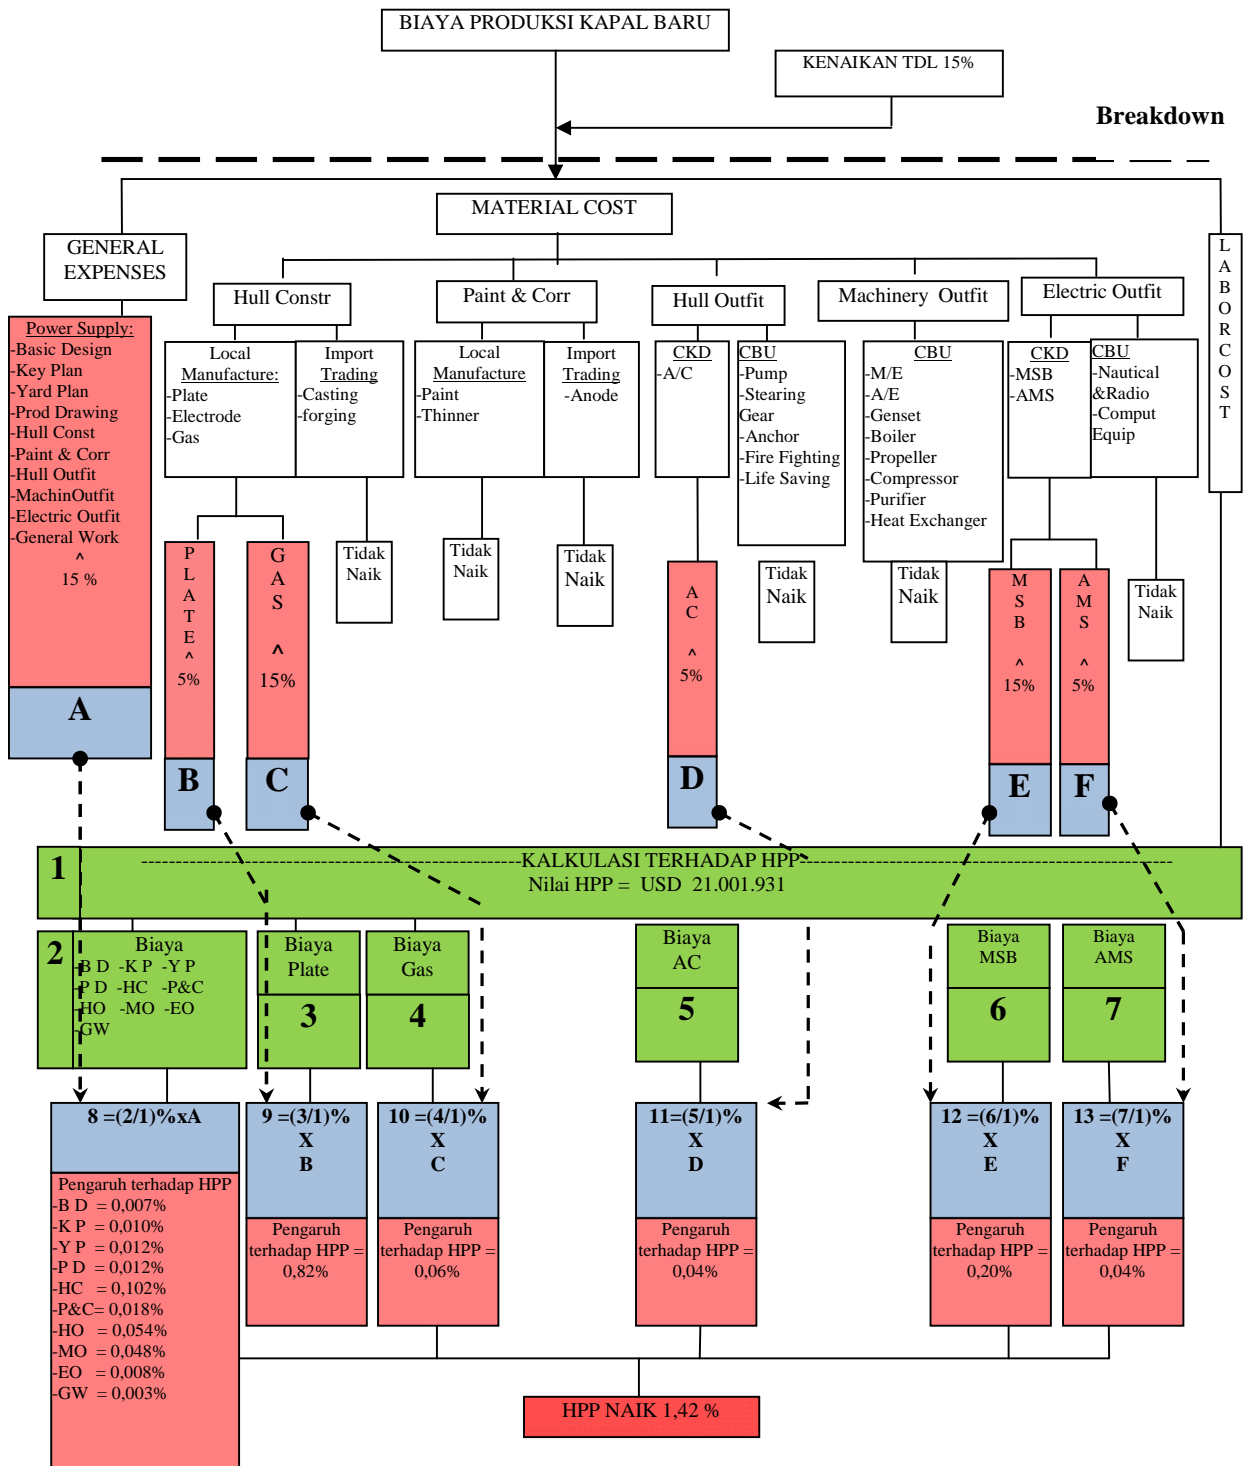 BIAYA PRODUKSI KAPAL BARU
KENAIKAN TDL 15%
Breakdown
MATERIAL COST
GENERAL
EXPENSES
L
A
B
O
R
C
O
S
T
Hull Constr
Paint & Corr
Hull Outfit
Machinery Outfit
Electric Outfit
Power Supply:
-Basic Design
-Key Plan
-Yard Plan
-Prod Drawing
-Hull Const
-Paint & Corr
-Hull Outfit
-MachinOutfit
-Electric Outfit
-General Work
^
15 %
A
Local
Manufacture:
-Plate
-Electrode
-Gas
Import
Trading
-Casting
-forging
Local
Manufacture
-Paint
-Thinner
Import
Trading
-Anode
CKD
-A/C
CBU
-Pump
-Stearing
Gear
-Anchor
-Fire Fighting
-Life Saving
CBU
-M/E
-A/E
-Genset
-Boiler
-Propeller
-Compressor
-Purifier
-Heat Exchanger
CKD
-MSB
-AMS
CBU
-Nautical
&Radio
-Comput
Equip
P
L
A
T
E
^
5%
B
G
A
S
^
15%
C
Tidak
Naik
Tidak
Naik
Tidak
Naik
A
C
^
5%
D
Tidak
Naik
Tidak
Naik
M
S
B
^
15%
E
A
M
S
^
5%
F
Tidak
Naik
1
KALKULASI TERHADAP HPP
Nilai HPP = USD 21.001.931
2
Biaya
-B D -K P -Y P
-P D -HC -P&C
-HO -MO -EO
-GW
Biaya
Plate
3
Biaya
Gas
4
Biaya
AC
5
Biaya
MSB
6
Biaya
AMS
7
8 =(2/1)%xA
9 =(3/1)%
X
B
10 =(4/1)%
X
C
11=(5/1)%
X
D
12 =(6/1)%
X
E
13 =(7/1)%
X
F
Pengaruh terhadap HPP
-B D = 0,007%
-K P = 0,010%
-Y P = 0,012%
-P D = 0,012%
-HC = 0,102%
-P&C= 0,018%
-HO = 0,054%
-MO = 0,048%
-EO = 0,008%
-GW = 0,003%
Pengaruh
terhadap HPP =
0,82%
Pengaruh
terhadap HPP =
0,06%
Pengaruh
terhadap HPP =
0,04%
Pengaruh
terhadap HPP =
0,20%
Pengaruh
terhadap HPP =
0,04%
HPP NAIK 1,42 %